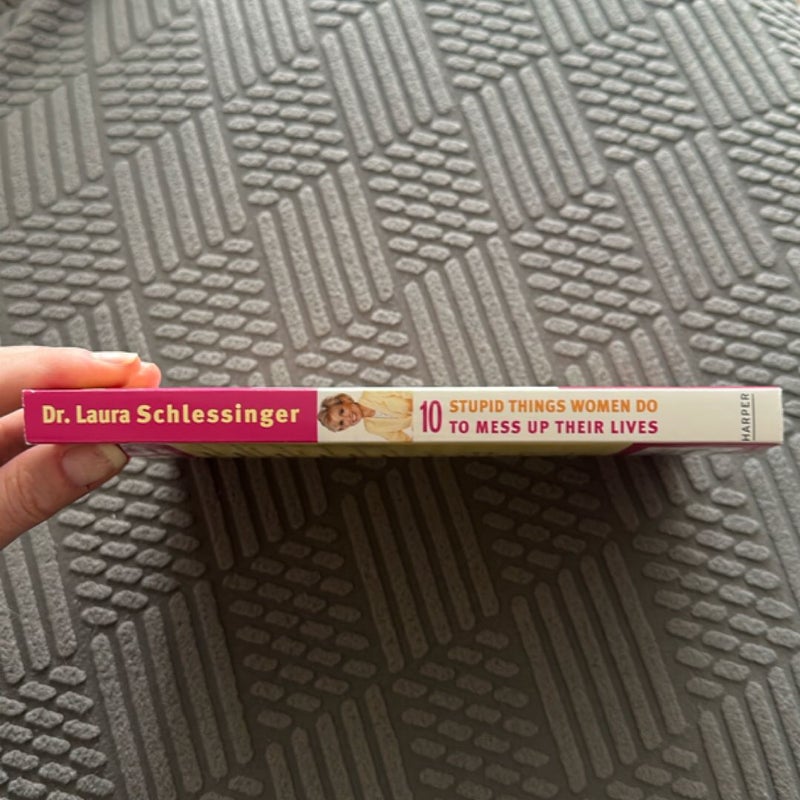 Dr. Laura Schlessinger
10 STUPID THINGS WOMEN DO
TO MESS UP THEIR LIVES
HARPER